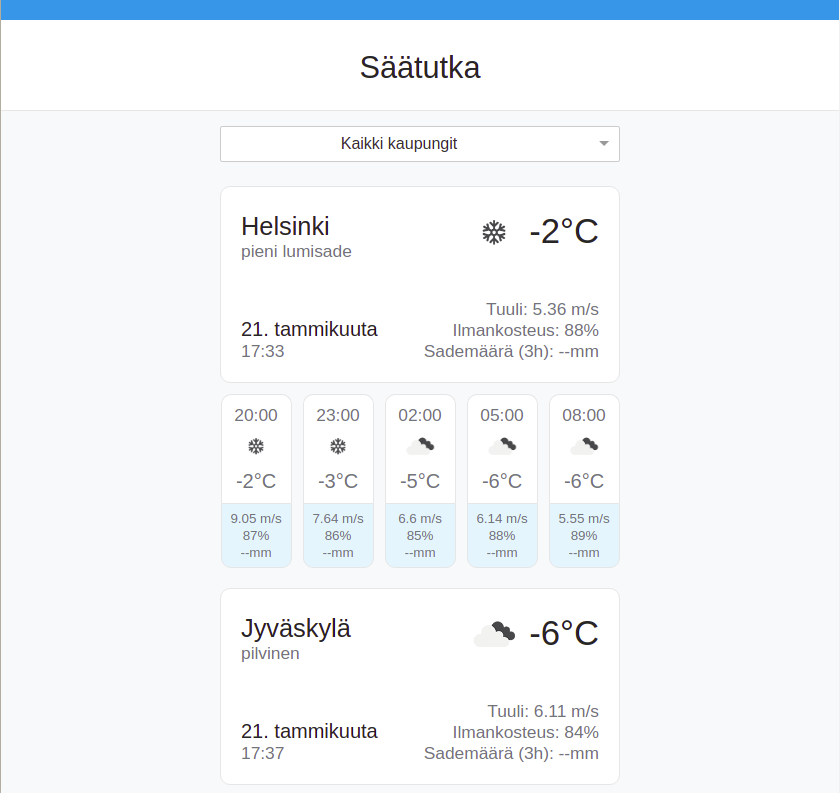 Säätutka
Kaikki kaupungit
Helsinki
-2°C
pieni lumisade
21. tammikuuta
17:33
Tuuli: 5.36 m/s
Ilmankosteus: 88%
Sademäärä (3h): --mm
20:00
-2°C
9.05 m/s
87%
--mm
23:00
-3°C
7.64 m/s
86%
--mm
02:00
-5°C
6.6 m/s
85%
--mm
05:00
-6°C
6.14 m/s
88%
--mm
08:00
-6°C
5.55 m/s
89%
--mm
Jyväskylä
-6°C
pilvinen
21. tammikuuta
17:37
Tuuli: 6.11 m/s
Ilmankosteus: 84%
Sademäärä (3h): --mm